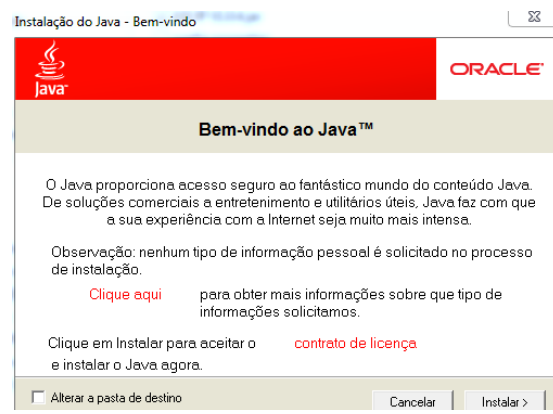 Instalação do Java - Bem-vindo
Java™
ORACLE®
Bem-vindo ao Java™
O Java proporciona acesso seguro ao fantástico mundo do conteúdo Java.
De soluções comerciais a entretenimento e utilitários úteis, Java faz com que
a sua experiência com a Internet seja muito mais intensa.
Observação: nenhum tipo de informação pessoal é solicitado no processo
de instalação.
Clique aqui para obter mais informações sobre que tipo de
informações solicitamos.
Clique em Instalar para aceitar o contrato de licença
e instalar o Java agora.
Alterar a pasta de destino
Cancelar
Instalar >